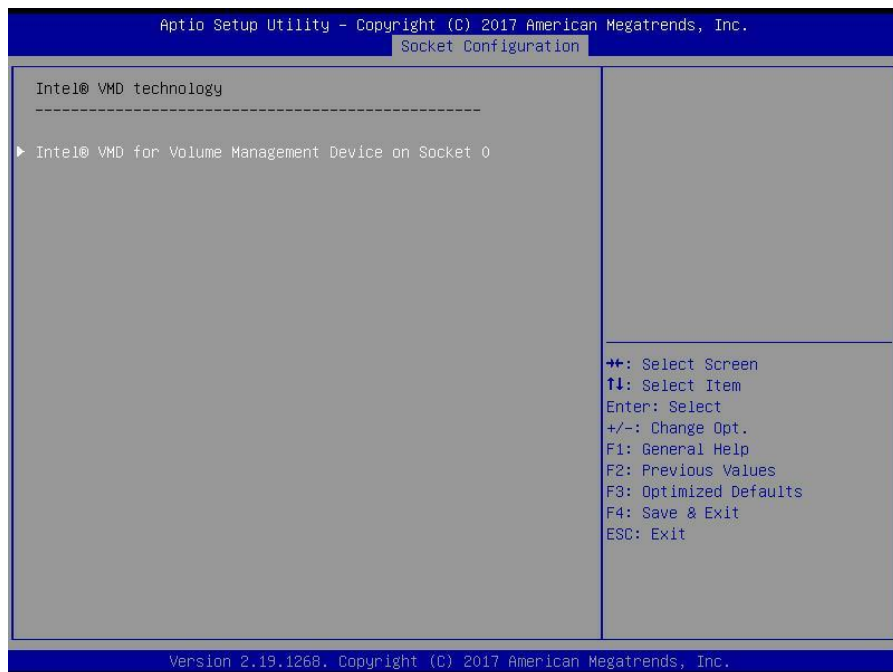 Aptio Setup Utility – Copyright (C) 2017 American Megatrends, Inc.
Socket Configuration
Intel® VMD technology
--------------------------------------------------
▶ Intel® VMD for Volume Management Device on Socket 0
→←: Select Screen
↑↓: Select Item
Enter: Select
+/-: Change Opt.
F1: General Help
F2: Previous Values
F3: Optimized Defaults
F4: Save & Exit
ESC: Exit
Version 2.19.1268. Copyright (C) 2017 American Megatrends, Inc.